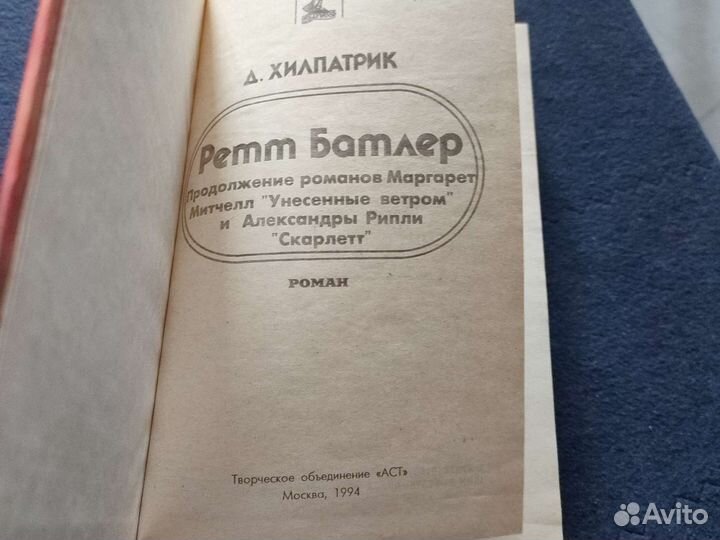 Д. ХИЛПАТРИК
Ретт Батлер
Продолжение романов Маргарет
Митчелл "Унесенные ветром"
и Александры Рипли
"Скарлетт"
РОМАН
Творческое объединение «АСТ»
Москва, 1994
Avito